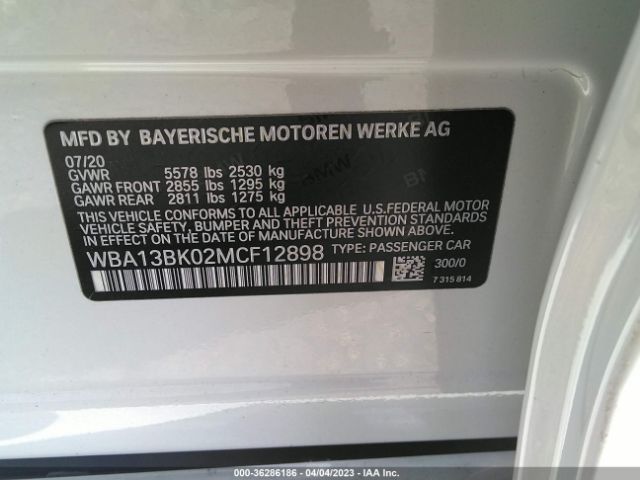 MFD BY BAYERISCHE MOTOREN WERKE AG
07/20
GVWR 5578 lbs 2530 kg
GAWR FRONT 2855 lbs 1295 kg
GAWR REAR 2811 lbs 1275 kg
THIS VEHICLE CONFORMS TO ALL APPLICABLE U.S.FEDERAL MOTOR
VEHICLE SAFETY, BUMPER AND THEFT PREVENTION STANDARDS
IN EFFECT ON THE DATE OF MANUFACTURE SHOWN ABOVE.
WBA13BK02MCF12898 TYPE: PASSENGER CAR
300/0
7 315 814
000-36286186 - 04/04/2023 - IAA Inc.